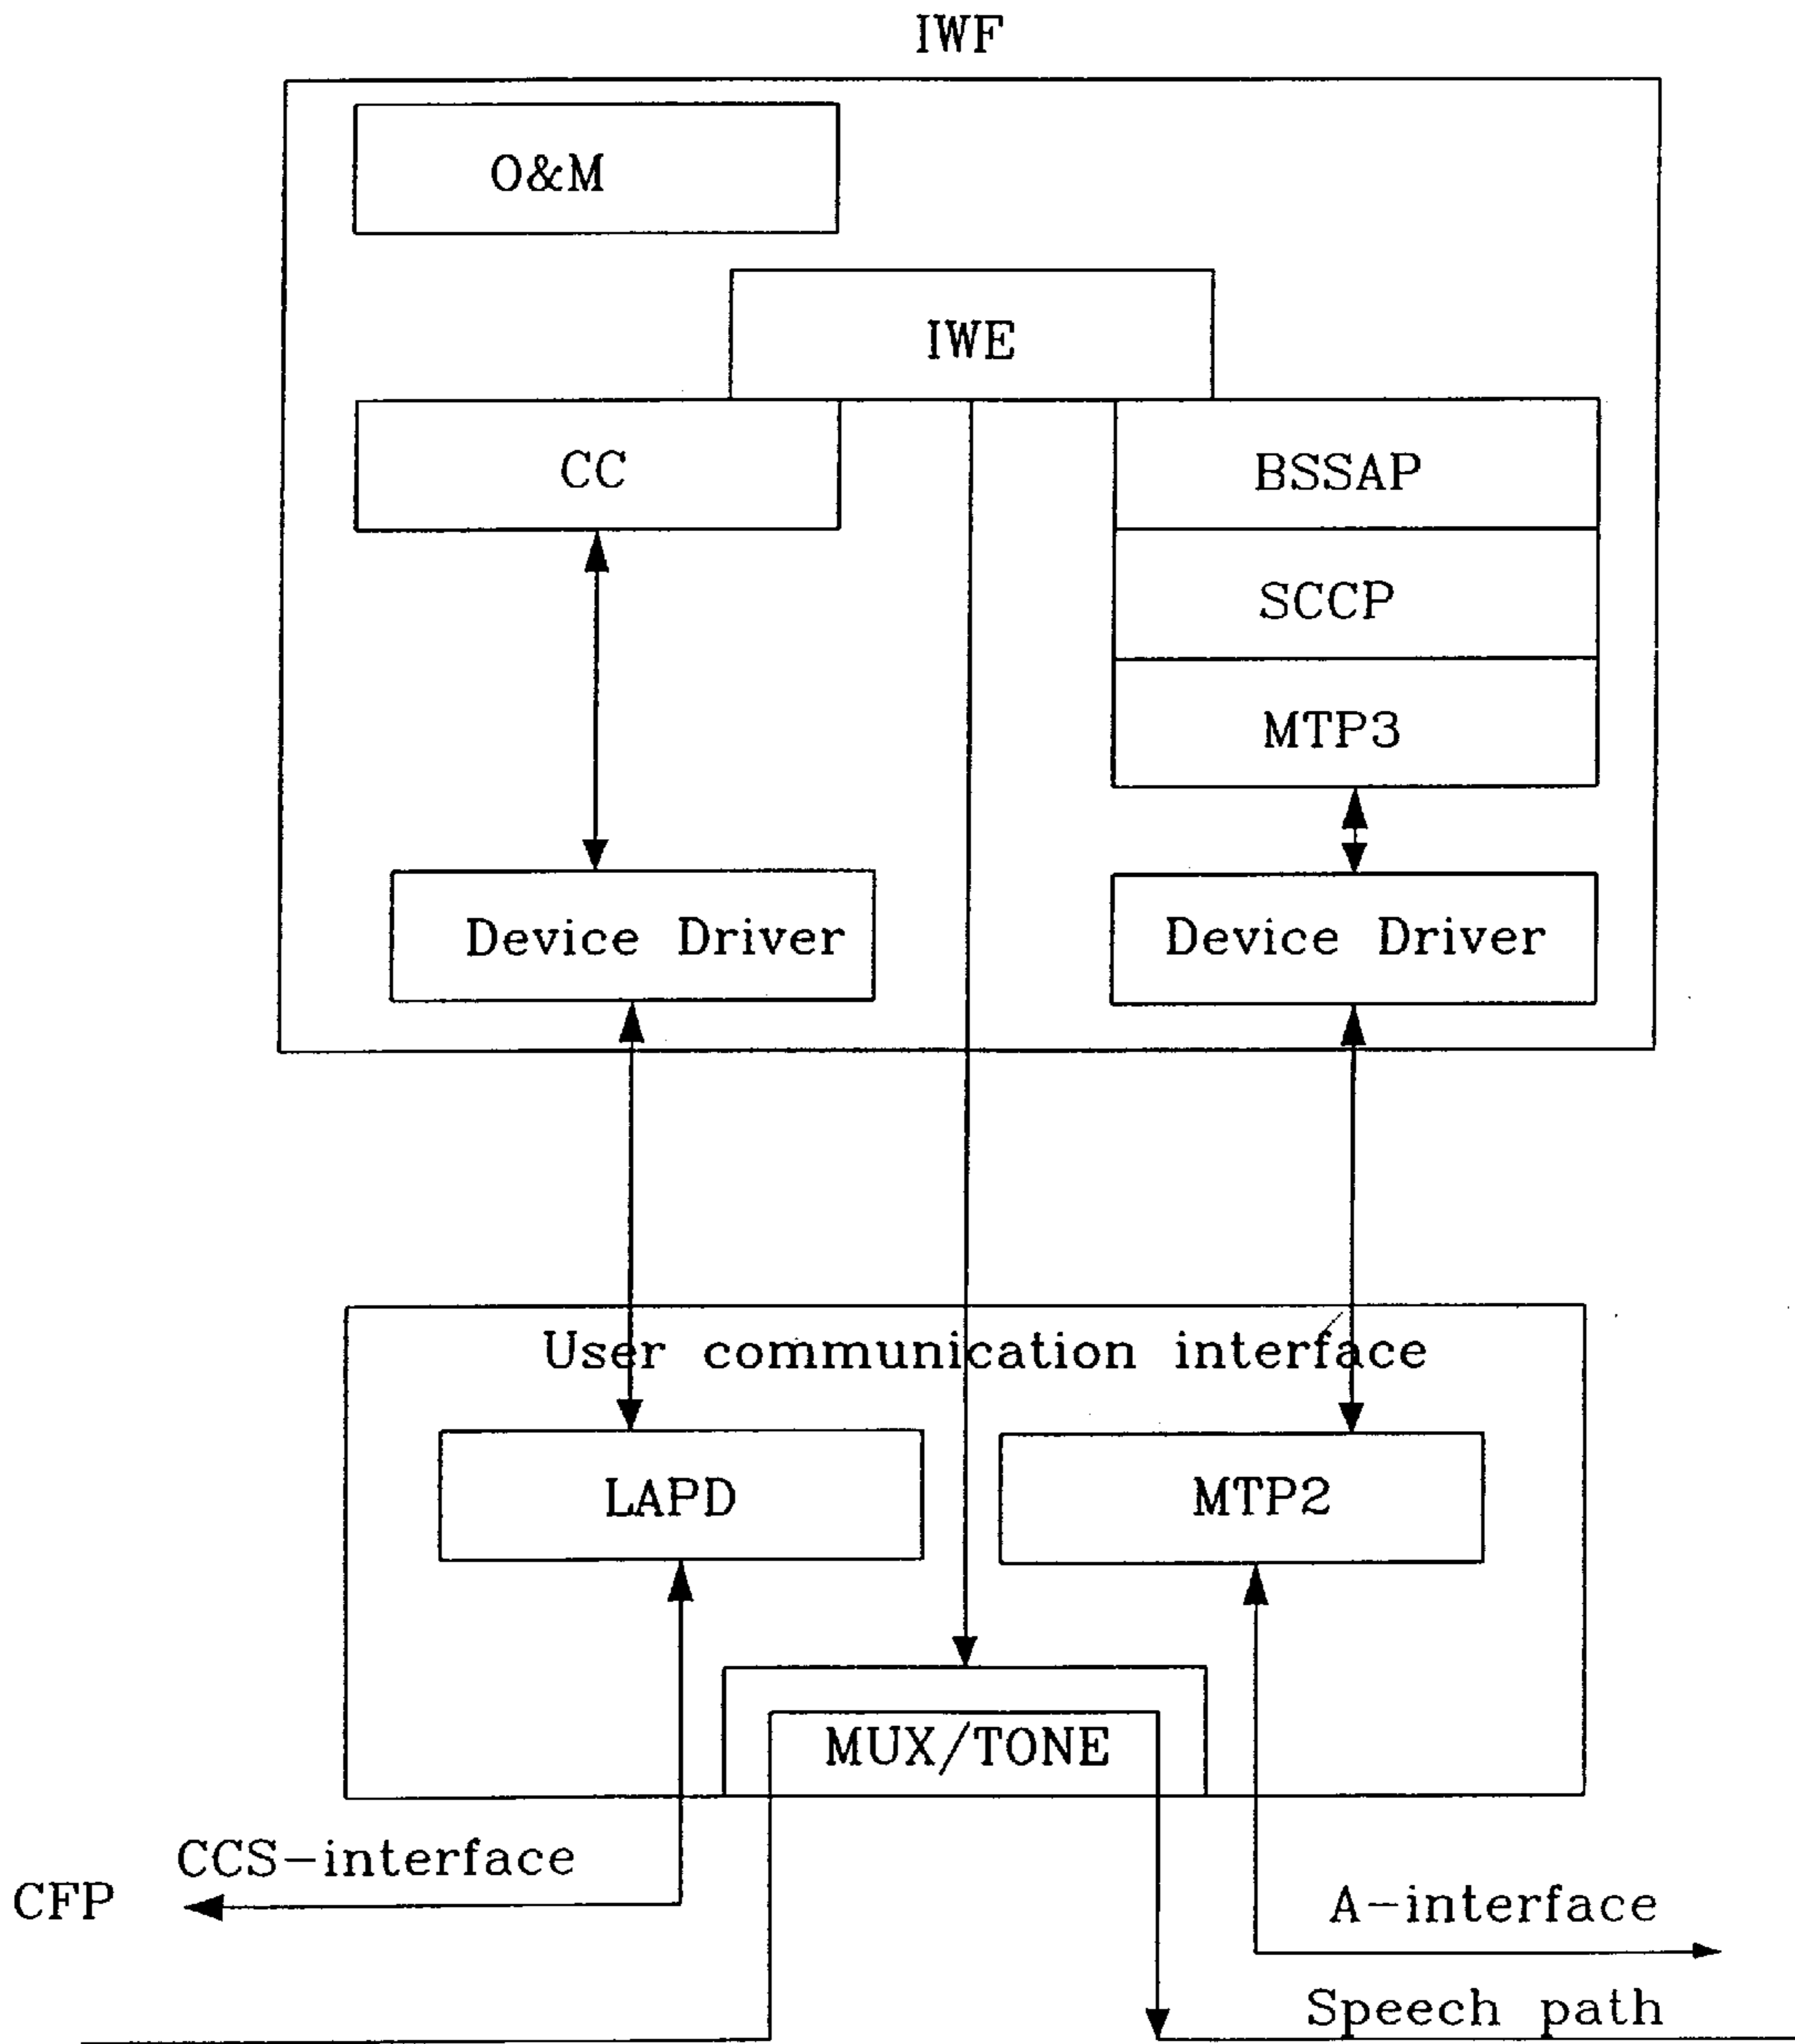 IWF
O&M
IWE
CC
BSSAP
SCCP
MTP3
Device Driver
Device Driver
User communication interface
LAPD
MTP2
MUX/TONE
CCS-interface
CFP
A-interface
Speech path